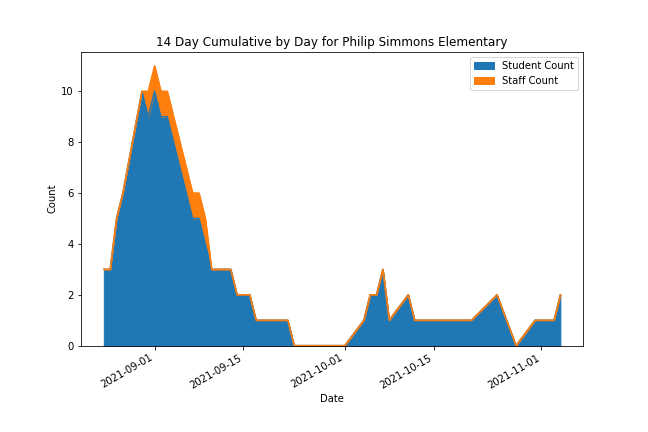 14 Day Cumulative by Day for Philip Simmons Elementary
Student Count
Staff Count
10
8
6
4
2
0
Count
2021-09-01
2021-09-15
2021-10-01
2021-10-15
2021-11-01
Date